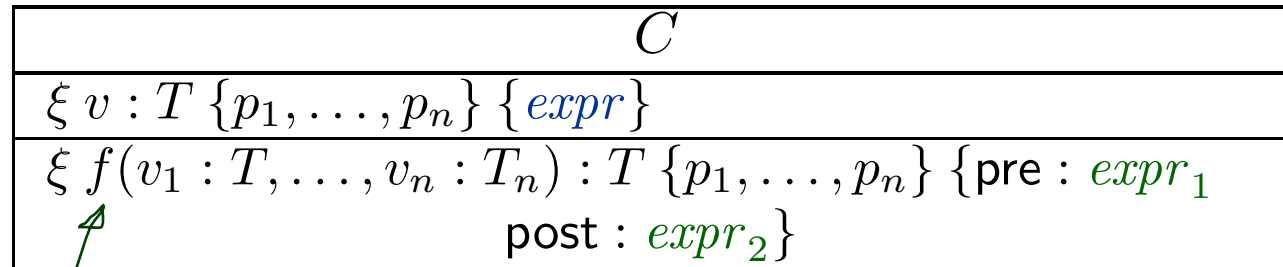 C
ξ v : T {p₁, . . . , pₙ} {expr}
ξ f(v₁ : T, . . . , vₙ : Tₙ) : T {p₁, . . . , pₙ} {pre : expr₁
post : expr₂}